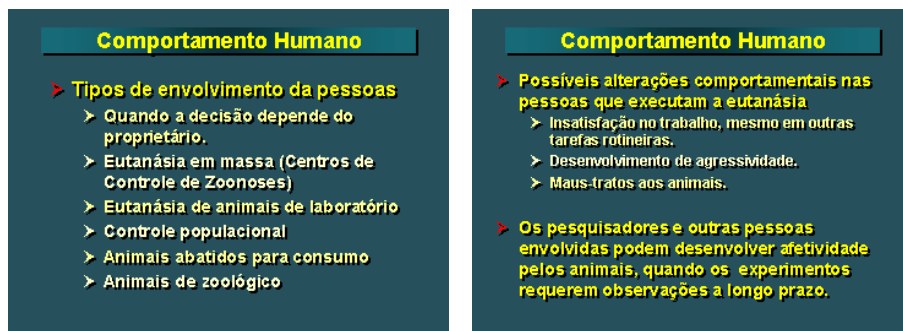 Comportamento Humano
Tipos de envolvimento da pessoas
Quando a decisão depende do
proprietário.
Eutanásia em massa (Centros de
Controle de Zoonoses)
Eutanásia de animais de laboratório
Controle populacional
Animais abatidos para consumo
Animais de zoológico
Comportamento Humano
Possíveis alterações comportamentais nas
pessoas que executam a eutanásia
Insatisfação no trabalho, mesmo em outras
tarefas rotineiras.
Desenvolvimento de agressividade.
Maus-tratos aos animais.
Os pesquisadores e outras pessoas
envolvidas podem desenvolver afetividade
pelos animais, quando os experimentos
requerem observações a longo prazo.